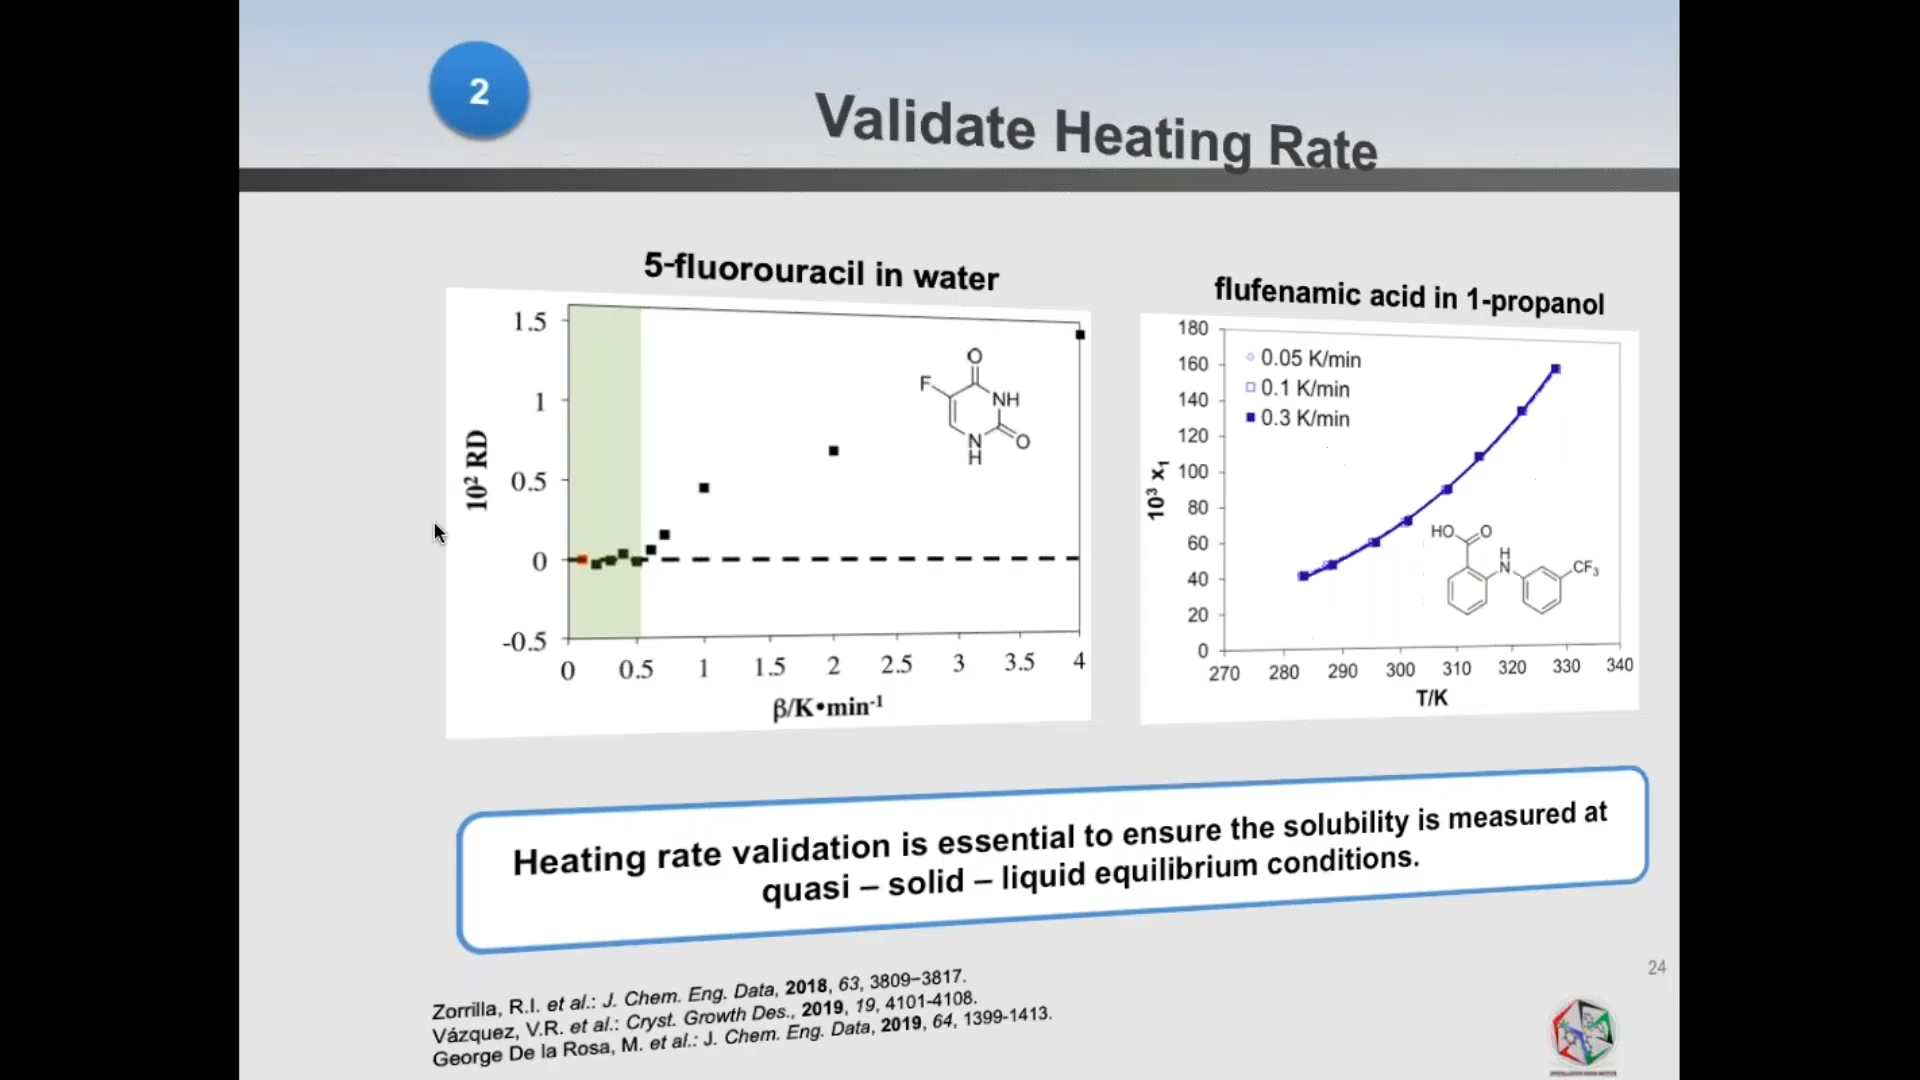 2
Validate Heating Rate
5-fluorouracil in water
1.5
1
0.5
0
-0.5
10² RD
0 0.5 1 1.5 2 2.5 3 3.5 4
β/K•min⁻¹
O
F
NH
N
H
O
flufenamic acid in 1-propanol
180
160
140
120
100
80
60
40
20
0
10³ x₁
0.05 K/min
0.1 K/min
0.3 K/min
HO O
H
N
CF₃
270 280 290 300 310 320 330 340
T/K
Heating rate validation is essential to ensure the solubility is measured at
quasi – solid – liquid equilibrium conditions.
24
Zorrilla, R.I. et al.: J. Chem. Eng. Data, 2018, 63, 3809–3817.
Vázquez, V.R. et al.: Cryst. Growth Des., 2019, 19, 4101-4108.
George De la Rosa, M. et al.: J. Chem. Eng. Data, 2019, 64, 1399-1413.